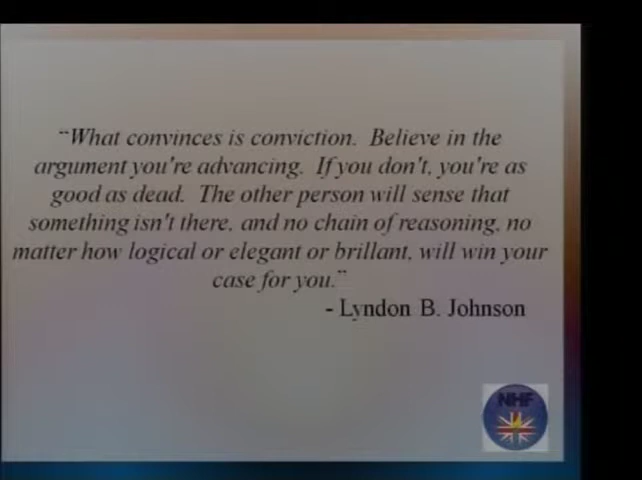 “What convinces is conviction. Believe in the
argument you're advancing. If you don't, you're as
good as dead. The other person will sense that
something isn't there, and no chain of reasoning, no
matter how logical or elegant or brillant, will win your
case for you.”
- Lyndon B. Johnson
NHF